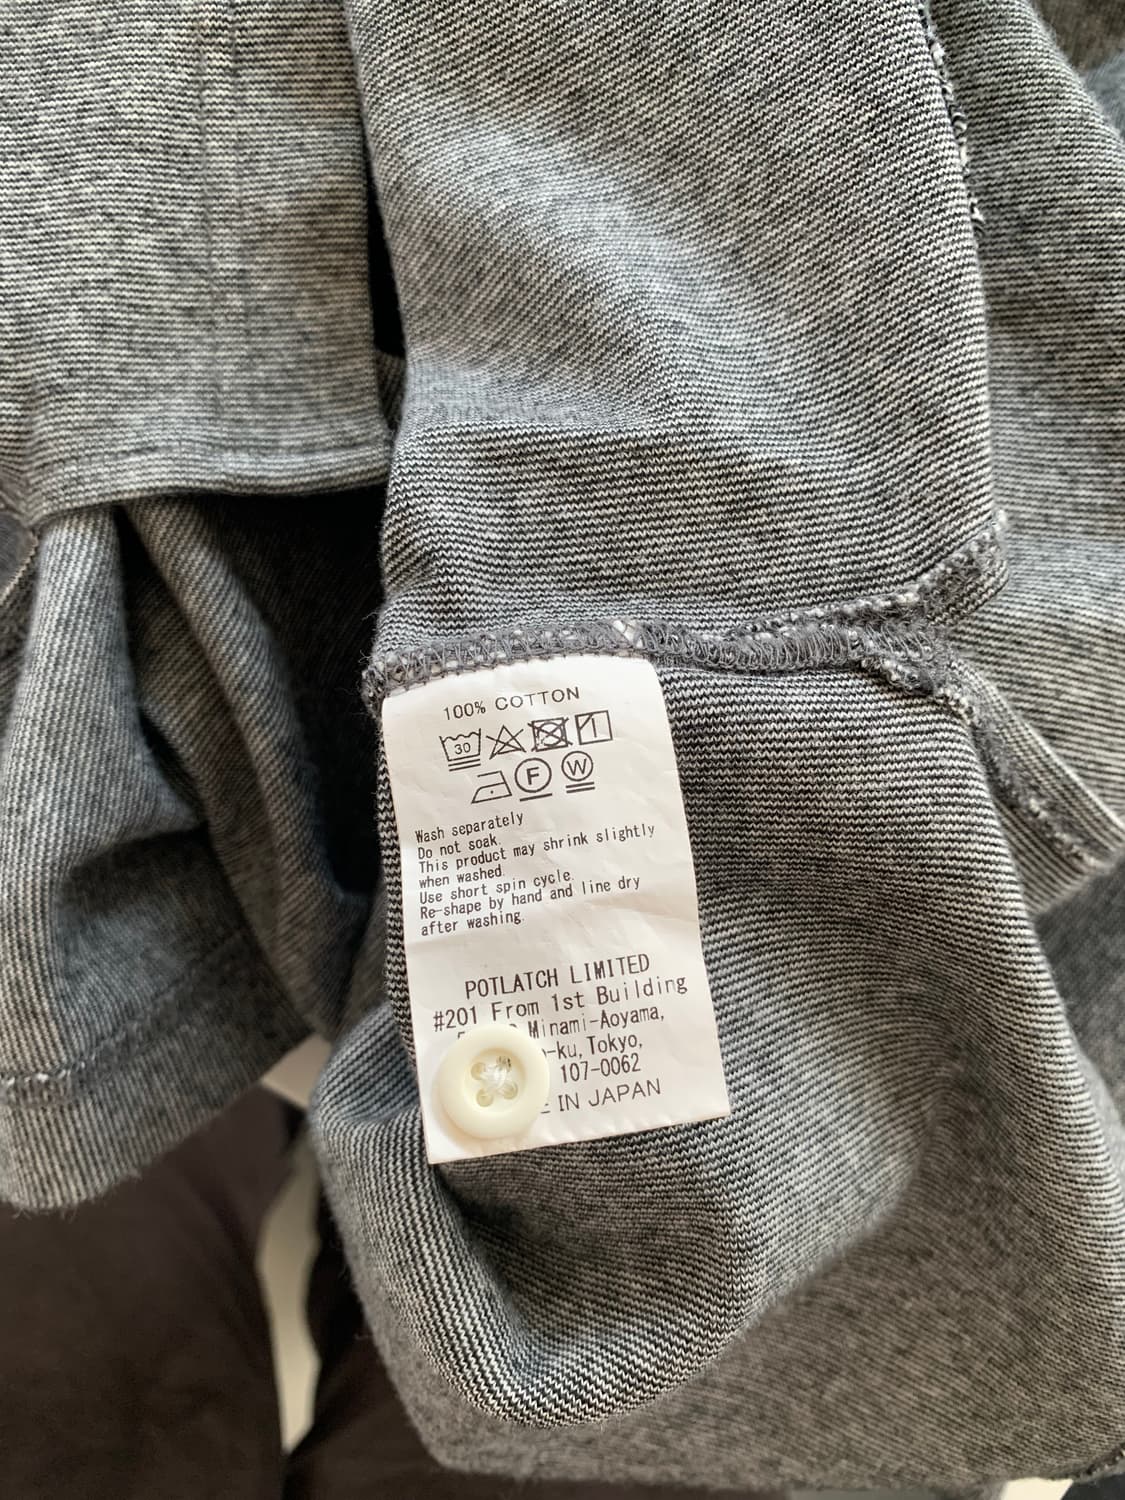 100% COTTON
30
F W
Wash separately
Do not soak.
This product may shrink slightly
when washed.
Use short spin cycle.
Re-shape by hand and line dry
after washing.
POTLATCH LIMITED
#201 From 1st Building
Minami-Aoyama,
-ku, Tokyo,
107-0062
IN JAPAN